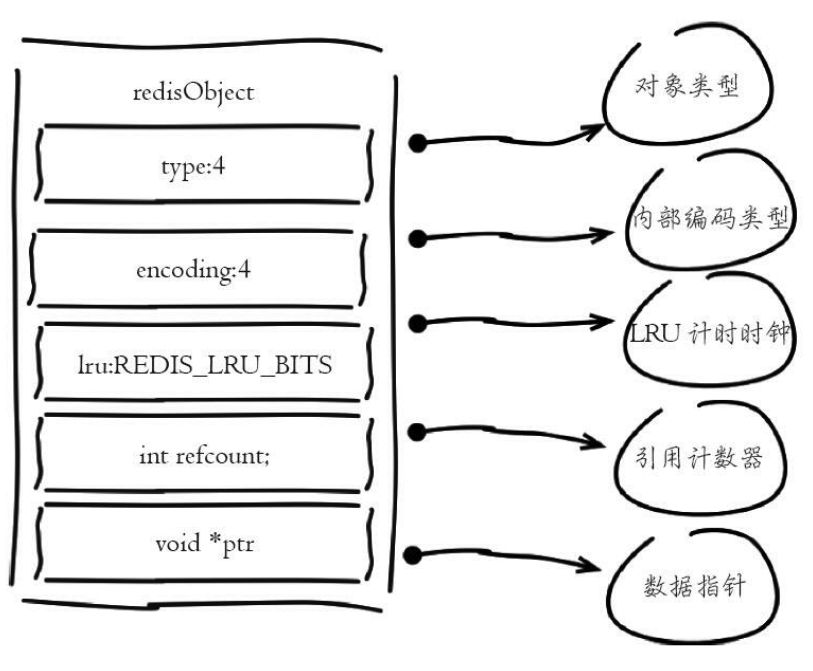 redisObject
对象类型
type:4
内部编码类型
encoding:4
LRU 计时时钟
lru:REDIS_LRU_BITS
引用计数器
int refcount;
数据指针
void *ptr